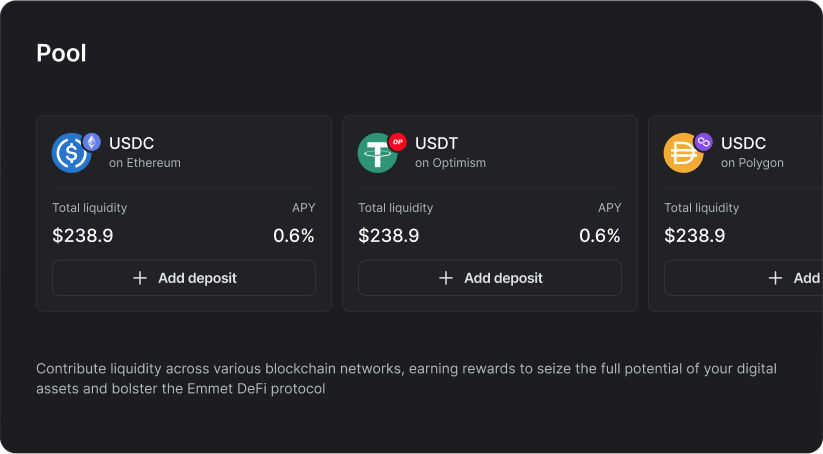 Pool
OP
USDC
on Ethereum
USDT
on Optimism
USDC
on Polygon
Total liquidity
APY
Total liquidity
APY
Total liquidity
$238.9
0.6%
$238.9
0.6%
$238.9
Add deposit
Add deposit
Add
Contribute liquidity across various blockchain networks, earning rewards to seize the full potential of your digital
assets and bolster the Emmet DeFi protocol